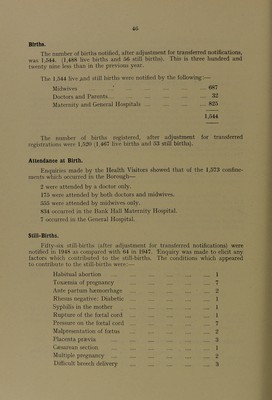 46
Births.
The number of births notified, after adjustment for transferred notifications,
was 1,544. (1,488 live births and 56 still births). This is three hundred and
twenty nine less than in the previous year.
The 1,544 live and still births were notified by the following:—
Midwives ... 687
Doctors and Parents ... 32
Maternity and General Hospitals ... 825
1,544
The number of births registered, after adjustment for transferred
registrations were 1,520 (1,467 live births and 53 still births).
Attendance at Birth.
Enquiries made by the Health Visitors showed that of the 1,573 confine-
ments which occurred in the Borough—
2 were attended by a doctor only.
175 were attended by both doctors and midwives.
555 were attended by midwives only.
834 occurred in the Bank Hall Maternity Hospital.
7 occurred in the General Hospital.
Still-Births.
Fifty-six still-births (after adjustment for transferred notifications) were
notified in 1948 as compared with 64 in 1947. Enquiry was made to elicit any
factors which contributed to the still-births. The conditions which appeared
to contribute to the still-births were:—
Habitual abortion ... 1
Toxæmia of pregnancy ... 7
Ante partum hæmorrhage ... 2
Rhesus negative: Diabetic ... 1
Syphilis in the mother ... 1
Rupture of the fœtal cord ... 1
Pressure on the fœtal cord ... 7
Malpresentation of fœtus ... 2
Placenta prævia ... 3
Cæsarean section ... 1
Multiple pregnancy ... 2
Difficult breech delivery ... 3